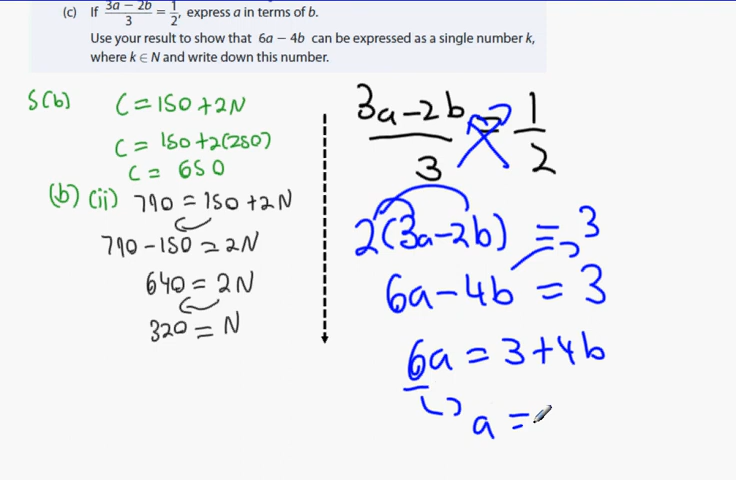 (c) If (3a − 2b)/3 = 1/2, express a in terms of b.
Use your result to show that 6a − 4b can be expressed as a single number k,
where k ∈ N and write down this number.
5(b) C = 150 + 2N
C = 150 + 2(250)
C = 650
(b) (ii) 790 = 150 + 2N
790 − 150 = 2N
640 = 2N
320 = N
(3a − 2b)/3 = 1/2
2(3a − 2b) = 3
6a − 4b = 3
6a = 3 + 4b
a =